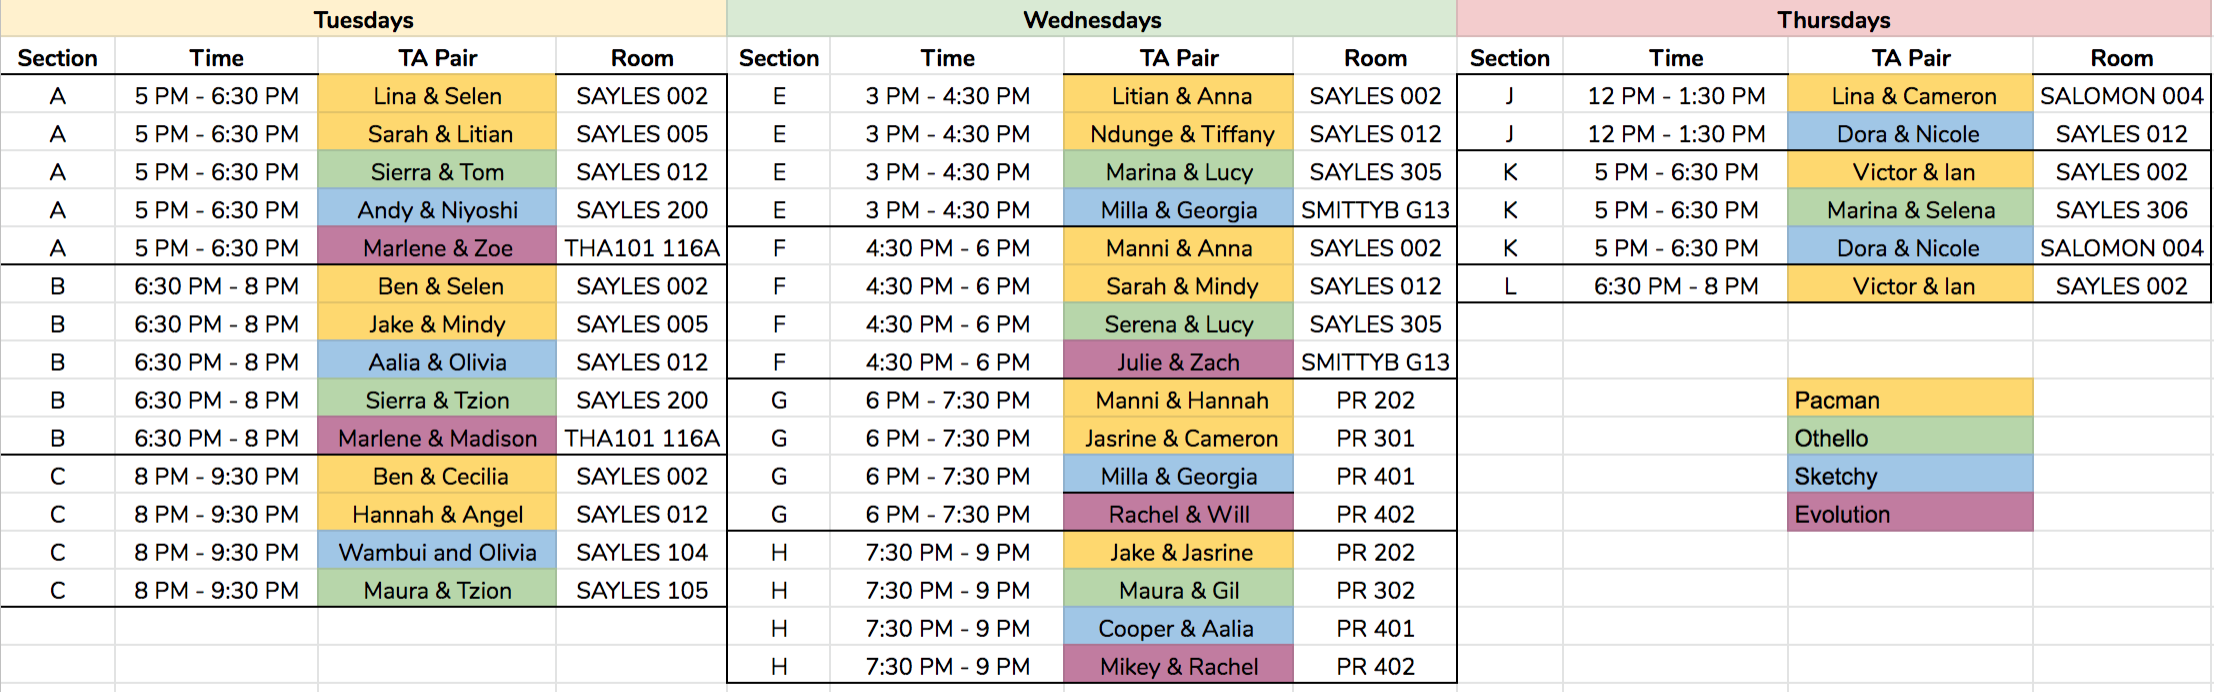 Tuesdays Wednesdays Thursdays
Section Time TA Pair Room Section Time TA Pair Room Section Time TA Pair Room
A 5 PM - 6:30 PM Lina & Selen SAYLES 002 E 3 PM - 4:30 PM Litian & Anna SAYLES 002 J 12 PM - 1:30 PM Lina & Cameron SALOMON 004
A 5 PM - 6:30 PM Sarah & Litian SAYLES 005 E 3 PM - 4:30 PM Ndunge & Tiffany SAYLES 012 J 12 PM - 1:30 PM Dora & Nicole SAYLES 012
A 5 PM - 6:30 PM Sierra & Tom SAYLES 012 E 3 PM - 4:30 PM Marina & Lucy SAYLES 305 K 5 PM - 6:30 PM Victor & Ian SAYLES 002
A 5 PM - 6:30 PM Andy & Niyoshi SAYLES 200 E 3 PM - 4:30 PM Milla & Georgia SMITTYB G13 K 5 PM - 6:30 PM Marina & Selena SAYLES 306
A 5 PM - 6:30 PM Marlene & Zoe THA101 116A F 4:30 PM - 6 PM Manni & Anna SAYLES 002 K 5 PM - 6:30 PM Dora & Nicole SALOMON 004
B 6:30 PM - 8 PM Ben & Selen SAYLES 002 F 4:30 PM - 6 PM Sarah & Mindy SAYLES 012 L 6:30 PM - 8 PM Victor & Ian SAYLES 002
B 6:30 PM - 8 PM Jake & Mindy SAYLES 005 F 4:30 PM - 6 PM Serena & Lucy SAYLES 305
B 6:30 PM - 8 PM Aalia & Olivia SAYLES 012 F 4:30 PM - 6 PM Julie & Zach SMITTYB G13
B 6:30 PM - 8 PM Sierra & Tzion SAYLES 200 G 6 PM - 7:30 PM Manni & Hannah PR 202 Pacman
B 6:30 PM - 8 PM Marlene & Madison THA101 116A G 6 PM - 7:30 PM Jasrine & Cameron PR 301 Othello
C 8 PM - 9:30 PM Ben & Cecilia SAYLES 002 G 6 PM - 7:30 PM Milla & Georgia PR 401 Sketchy
C 8 PM - 9:30 PM Hannah & Angel SAYLES 012 G 6 PM - 7:30 PM Rachel & Will PR 402 Evolution
C 8 PM - 9:30 PM Wambui and Olivia SAYLES 104 H 7:30 PM - 9 PM Jake & Jasrine PR 202
C 8 PM - 9:30 PM Maura & Tzion SAYLES 105 H 7:30 PM - 9 PM Maura & Gil PR 302
H 7:30 PM - 9 PM Cooper & Aalia PR 401
H 7:30 PM - 9 PM Mikey & Rachel PR 402